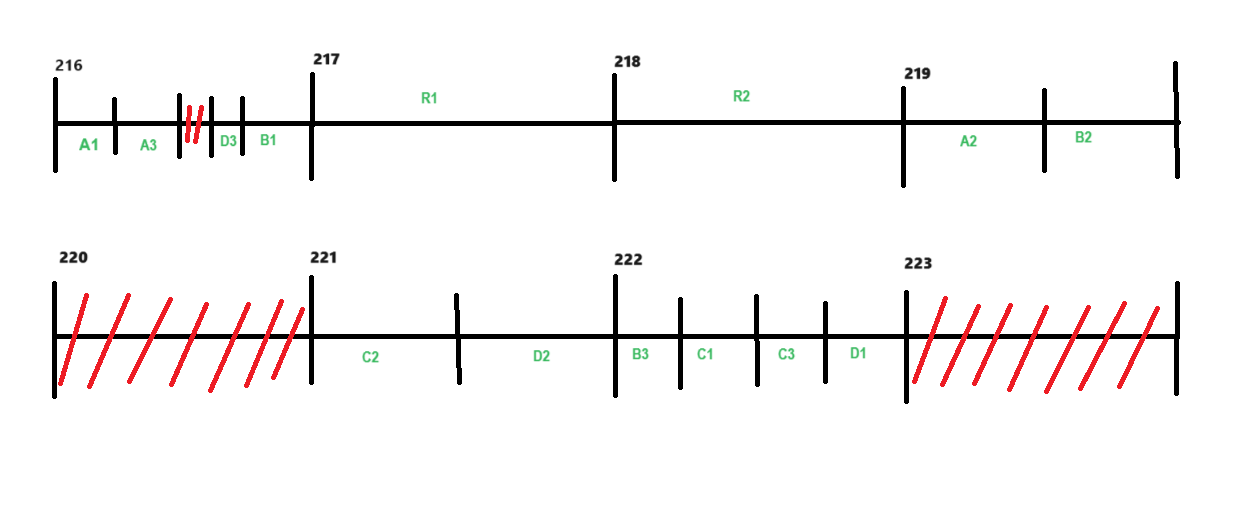 216 217 218 219
R1 R2
A1 A3 D3 B1 A2 B2
220 221 222 223
C2 D2 B3 C1 C3 D1